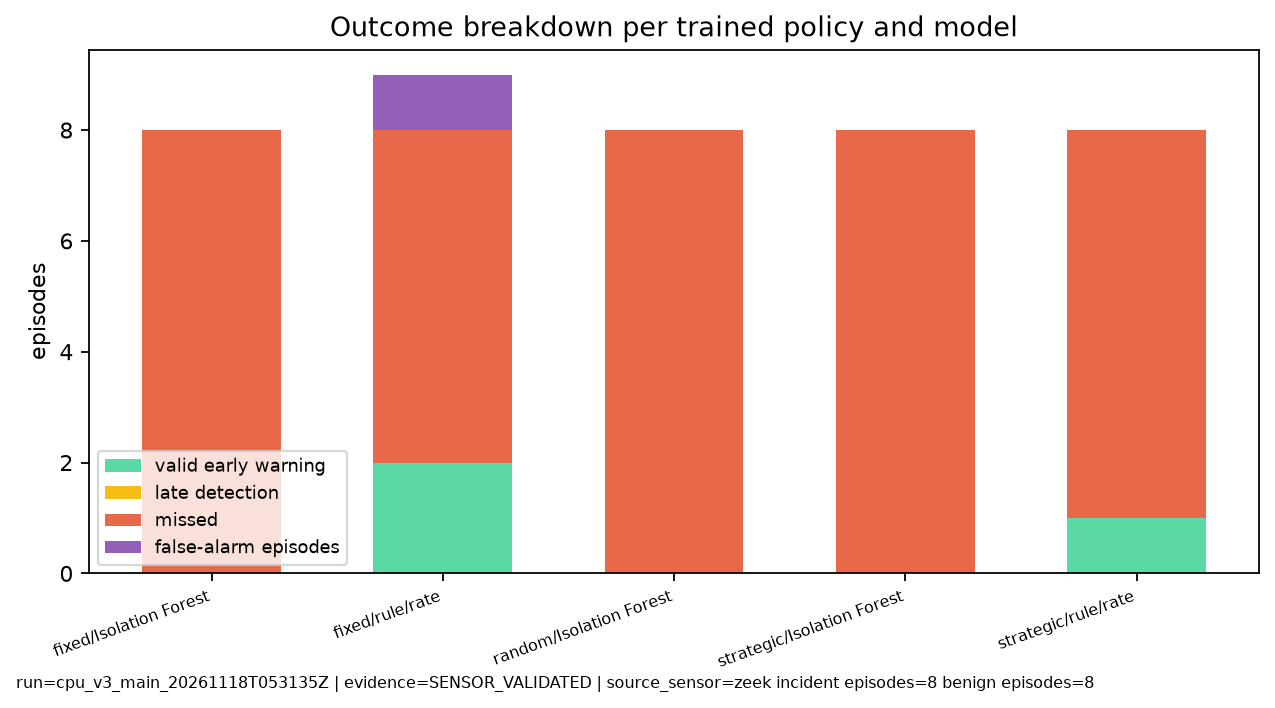 Outcome breakdown per trained policy and model
episodes
8
6
4
2
0
valid early warning
late detection
missed
false-alarm episodes
fixed/Isolation Forest
fixed/rule/rate
random/Isolation Forest
strategic/Isolation Forest
strategic/rule/rate
run=cpu_v3_main_20261118T053135Z | evidence=SENSOR_VALIDATED | source_sensor=zeek incident episodes=8 benign episodes=8